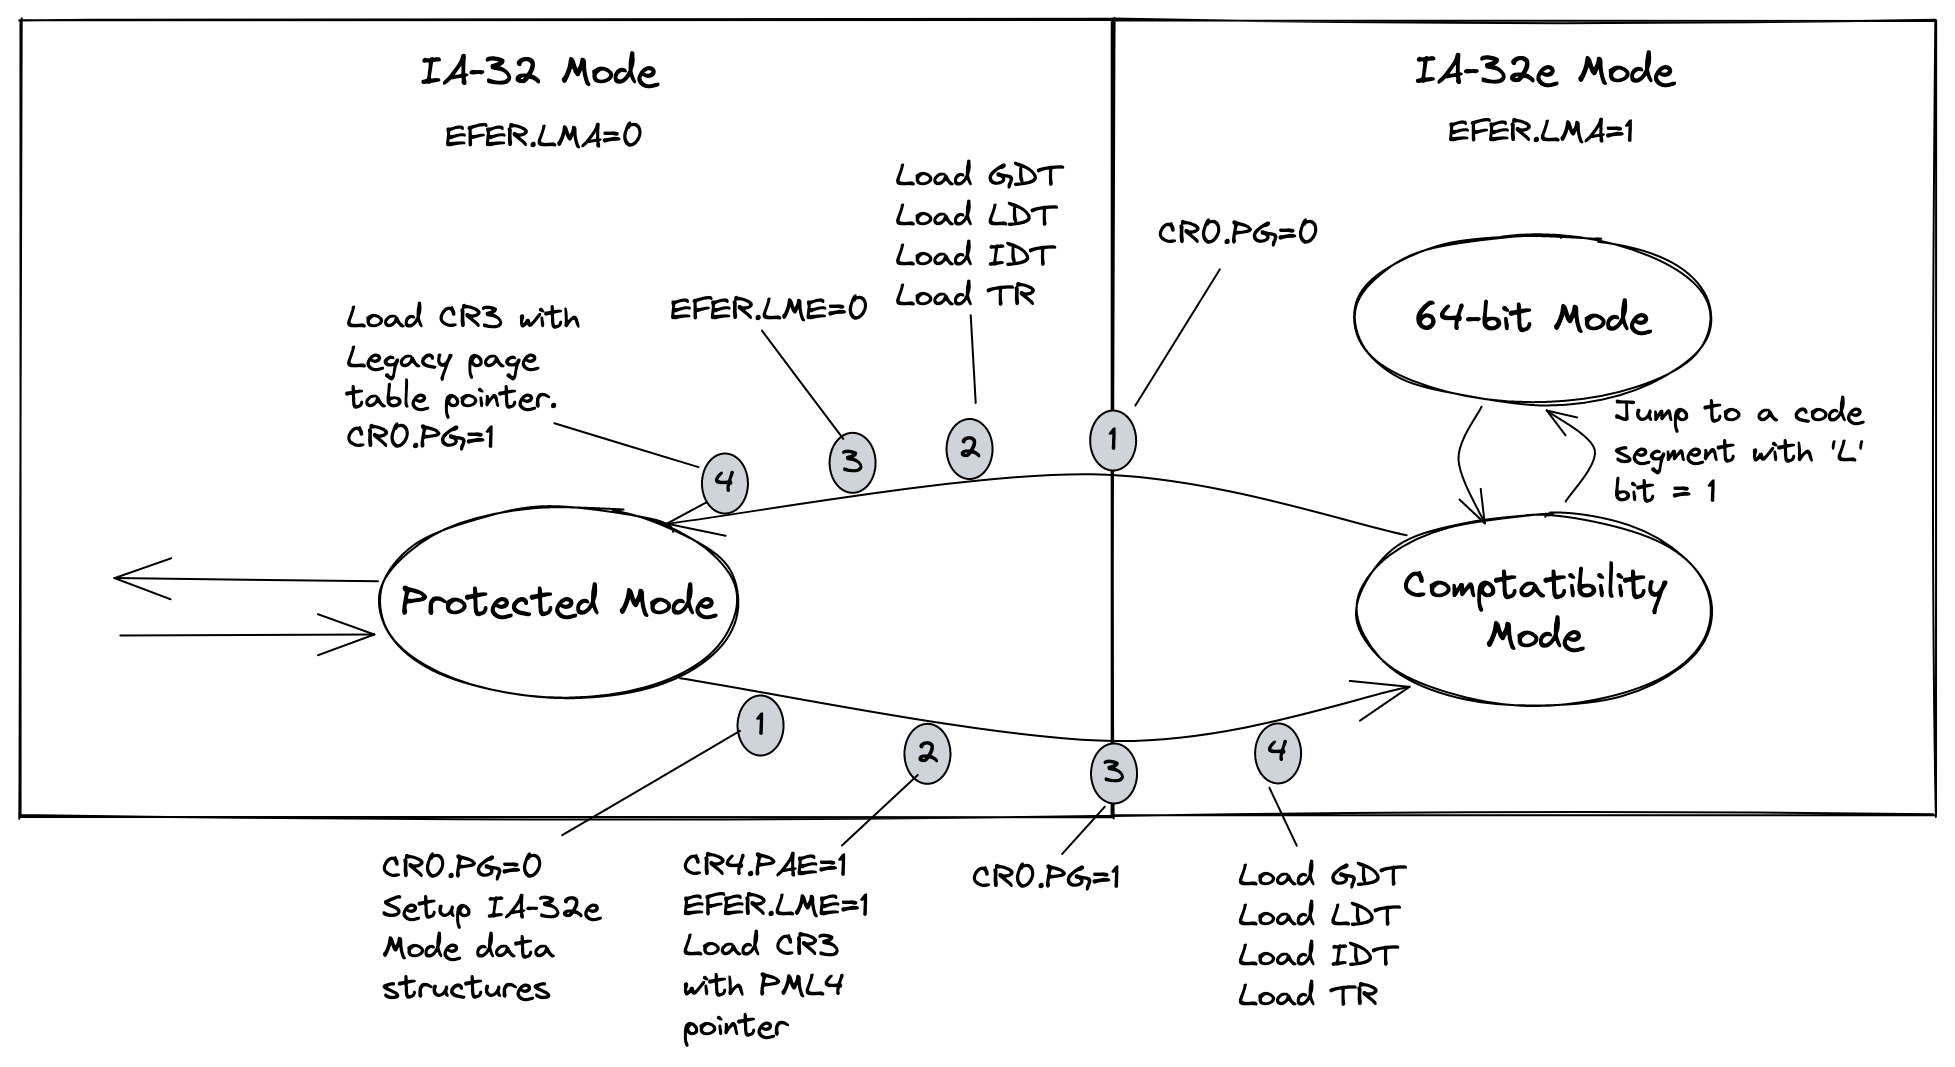 IA-32 Mode
EFER.LMA=0
IA-32e Mode
EFER.LMA=1
Load GDT
Load LDT
Load IDT
Load TR
CR0.PG=0
EFER.LME=0
Load CR3 with
Legacy page
table pointer.
CR0.PG=1
64-bit Mode
Jump to a code
segment with 'L'
bit = 1
4
3
2
1
Protected Mode
Comptatibility
Mode
1
2
3
4
CR0.PG=0
Setup IA-32e
Mode data
structures
CR4.PAE=1
EFER.LME=1
Load CR3
with PML4
pointer
CR0.PG=1
Load GDT
Load LDT
Load IDT
Load TR